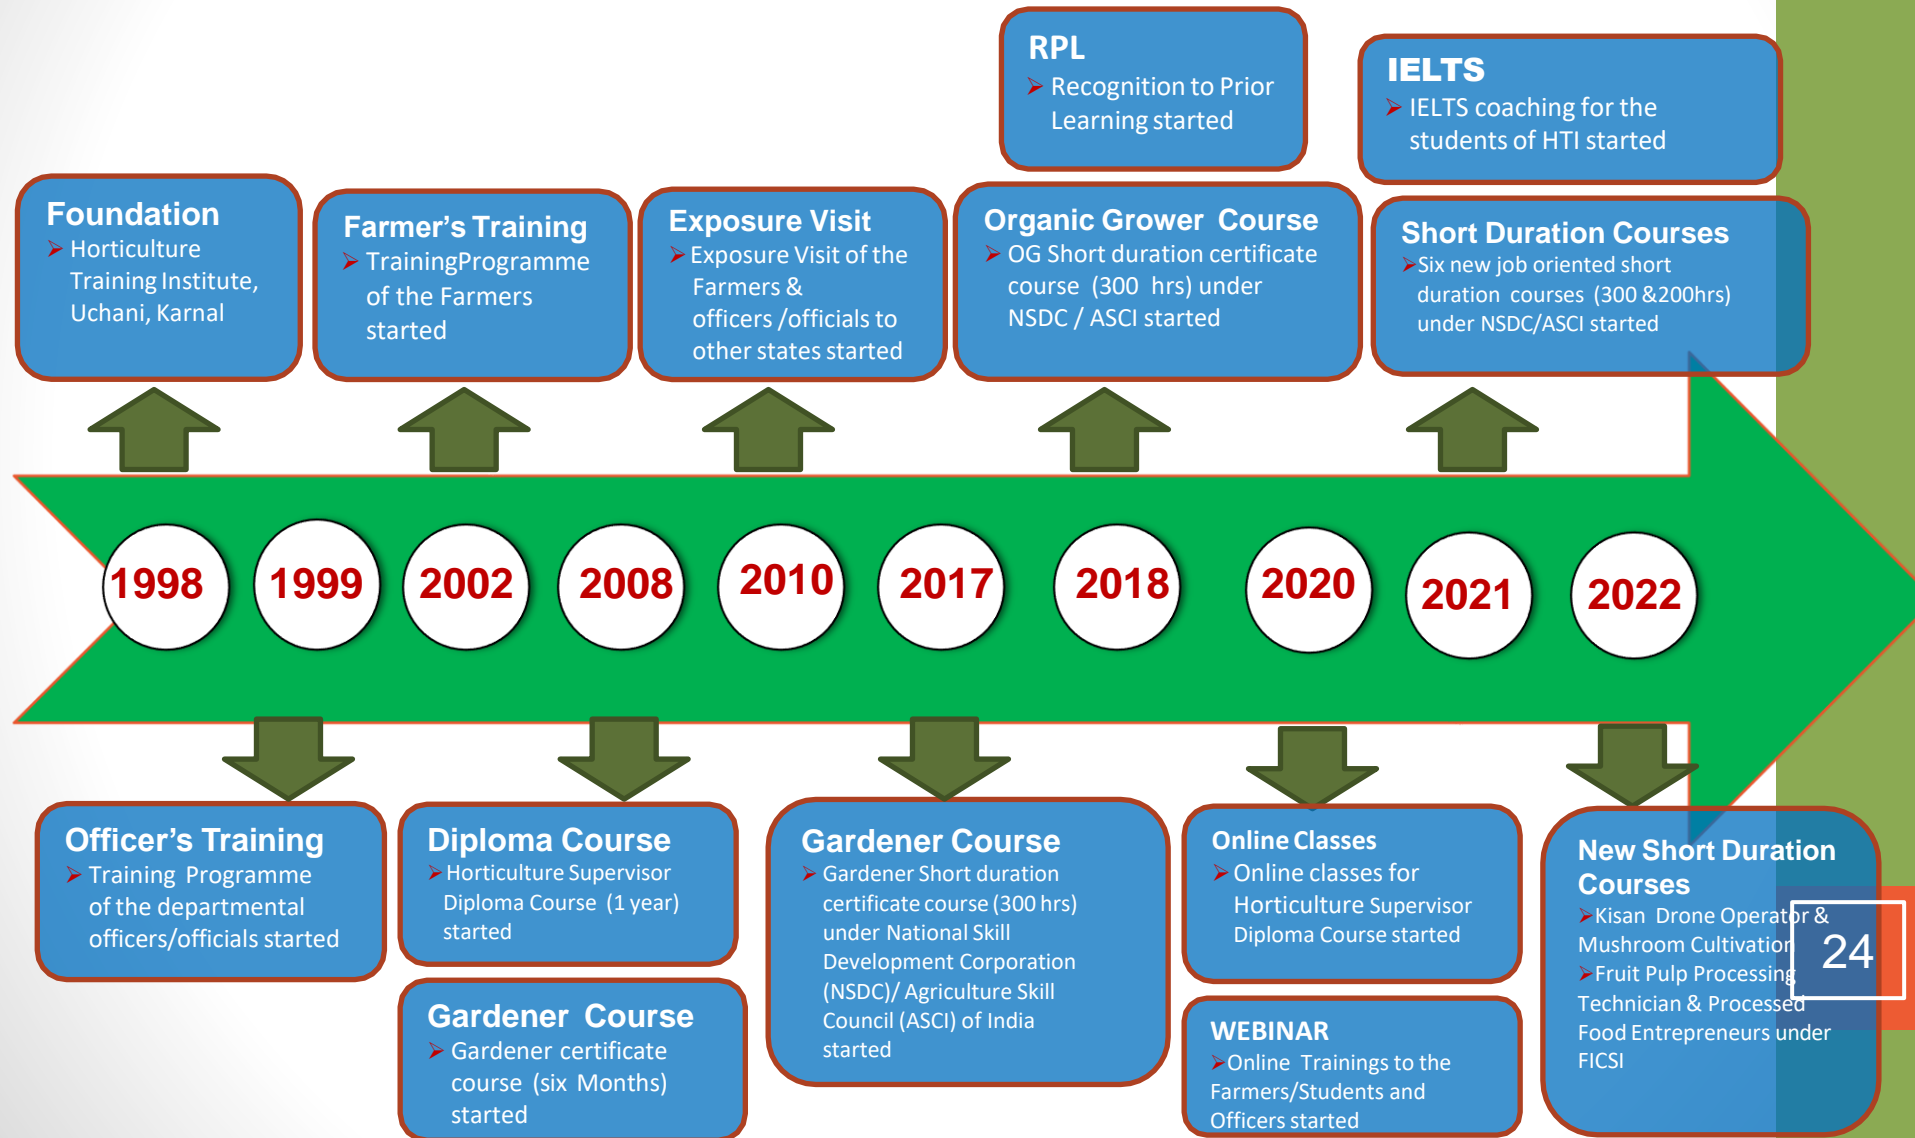 RPL
➢ Recognition to Prior
Learning started
IELTS
➢ IELTS coaching for the
students of HTI started
Foundation
➢ Horticulture
Training Institute,
Uchani, Karnal
Farmer's Training
➢ TrainingProgramme
of the Farmers
started
Exposure Visit
➢ Exposure Visit of the
Farmers &
officers /officials to
other states started
Organic Grower Course
➢ OG Short duration certificate
course (300 hrs) under
NSDC / ASCI started
Short Duration Courses
➢Six new job oriented short
duration courses (300 &200hrs)
under NSDC/ASCI started
1998 1999 2002 2008 2010 2017 2018 2020 2021 2022
Officer's Training
➢ Training Programme
of the departmental
officers/officials started
Diploma Course
➢Horticulture Supervisor
Diploma Course (1 year)
started
Gardener Course
➢ Gardener certificate
course (six Months)
started
Gardener Course
➢ Gardener Short duration
certificate course (300 hrs)
under National Skill
Development Corporation
(NSDC)/ Agriculture Skill
Council (ASCI) of India
started
Online Classes
➢Online classes for
Horticulture Supervisor
Diploma Course started
WEBINAR
➢Online Trainings to the
Farmers/Students and
Officers started
New Short Duration
Courses
➢Kisan Drone Operator &
Mushroom Cultivation
➢Fruit Pulp Processing
Technician & Processed
Food Entrepreneurs under
FICSI
24